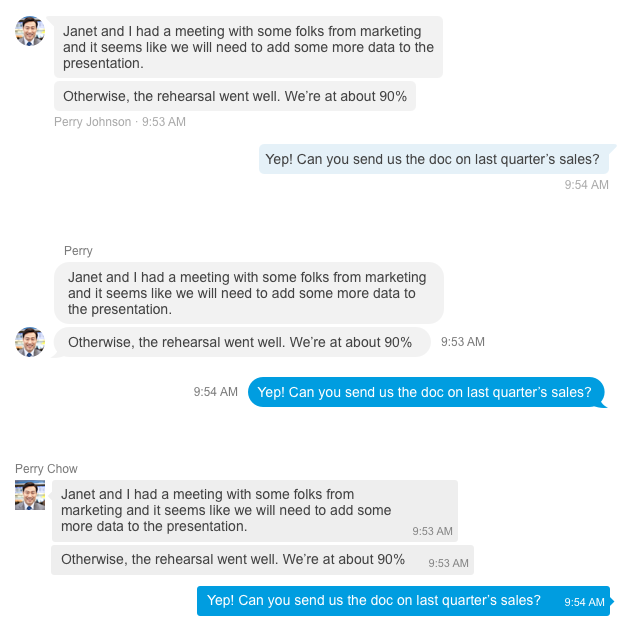 Janet and I had a meeting with some folks from marketing
and it seems like we will need to add some more data to the
presentation.
Otherwise, the rehearsal went well. We're at about 90%
Perry Johnson · 9:53 AM
Yep! Can you send us the doc on last quarter's sales?
9:54 AM
Perry
Janet and I had a meeting with some folks from marketing
and it seems like we will need to add some more data to
the presentation.
Otherwise, the rehearsal went well. We're at about 90%
9:53 AM
9:54 AM
Yep! Can you send us the doc on last quarter's sales?
Perry Chow
Janet and I had a meeting with some folks from
marketing and it seems like we will need to add some
more data to the presentation.
9:53 AM
Otherwise, the rehearsal went well. We're at about 90%
9:53 AM
Yep! Can you send us the doc on last quarter's sales?
9:54 AM